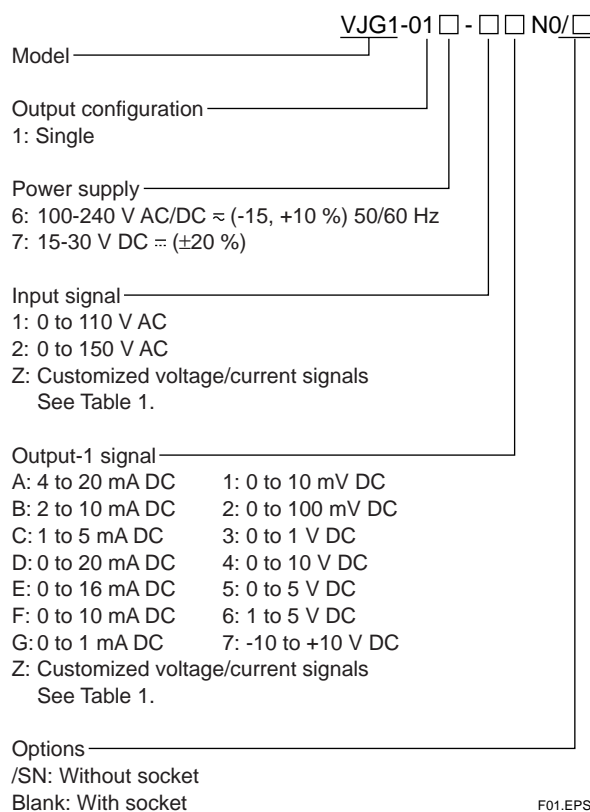 VJG1-01□-□□N0/□
Model
Output configuration
1: Single
Power supply
6: 100-240 V AC/DC ≂ (-15, +10 %) 50/60 Hz
7: 15-30 V DC ⎓ (±20 %)
Input signal
1: 0 to 110 V AC
2: 0 to 150 V AC
Z: Customized voltage/current signals
See Table 1.
Output-1 signal
A: 4 to 20 mA DC 1: 0 to 10 mV DC
B: 2 to 10 mA DC 2: 0 to 100 mV DC
C: 1 to 5 mA DC 3: 0 to 1 V DC
D: 0 to 20 mA DC 4: 0 to 10 V DC
E: 0 to 16 mA DC 5: 0 to 5 V DC
F: 0 to 10 mA DC 6: 1 to 5 V DC
G: 0 to 1 mA DC 7: -10 to +10 V DC
Z: Customized voltage/current signals
See Table 1.
Options
/SN: Without socket
Blank: With socket
F01.EPS